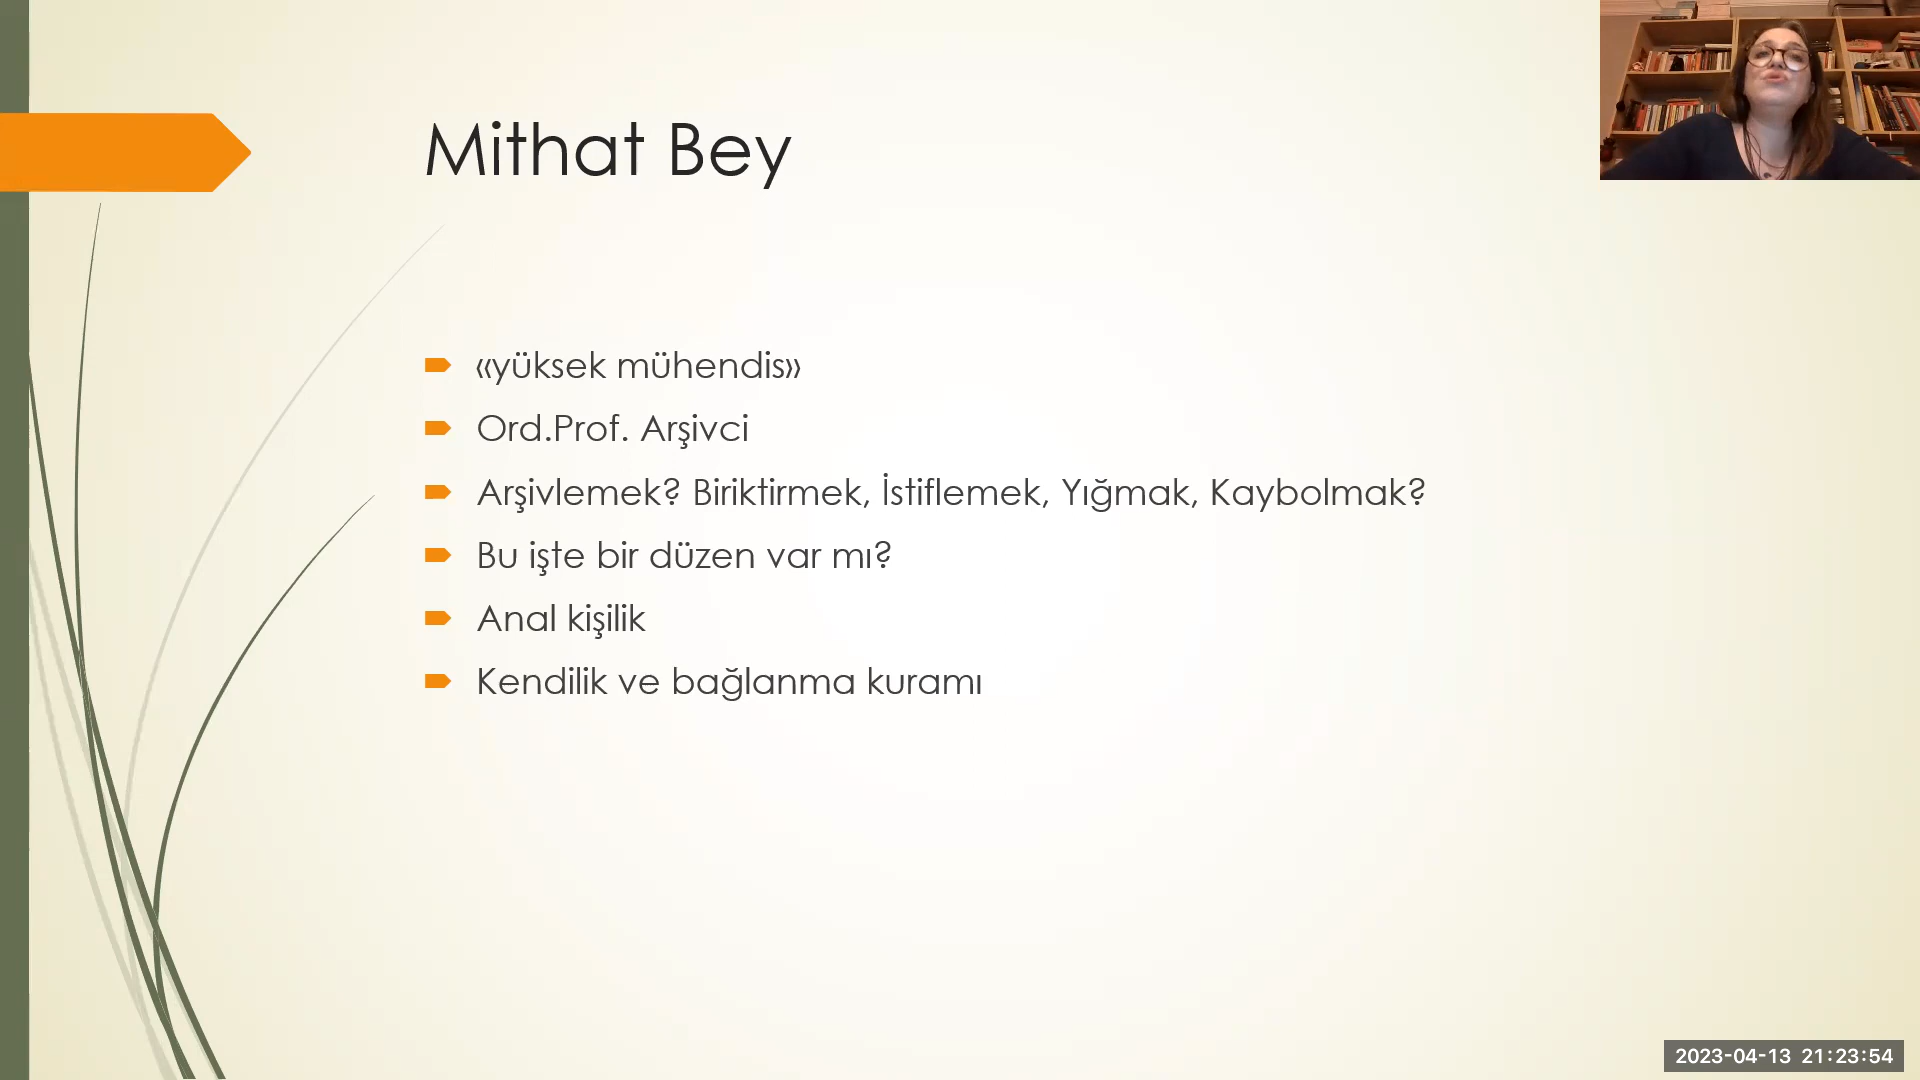 Mithat Bey
«yüksek mühendis»
Ord.Prof. Arşivci
Arşivlemek? Biriktirmek, İstiflemek, Yığmak, Kaybolmak?
Bu işte bir düzen var mı?
Anal kişilik
Kendilik ve bağlanma kuramı
2023-04-13 21:23:54